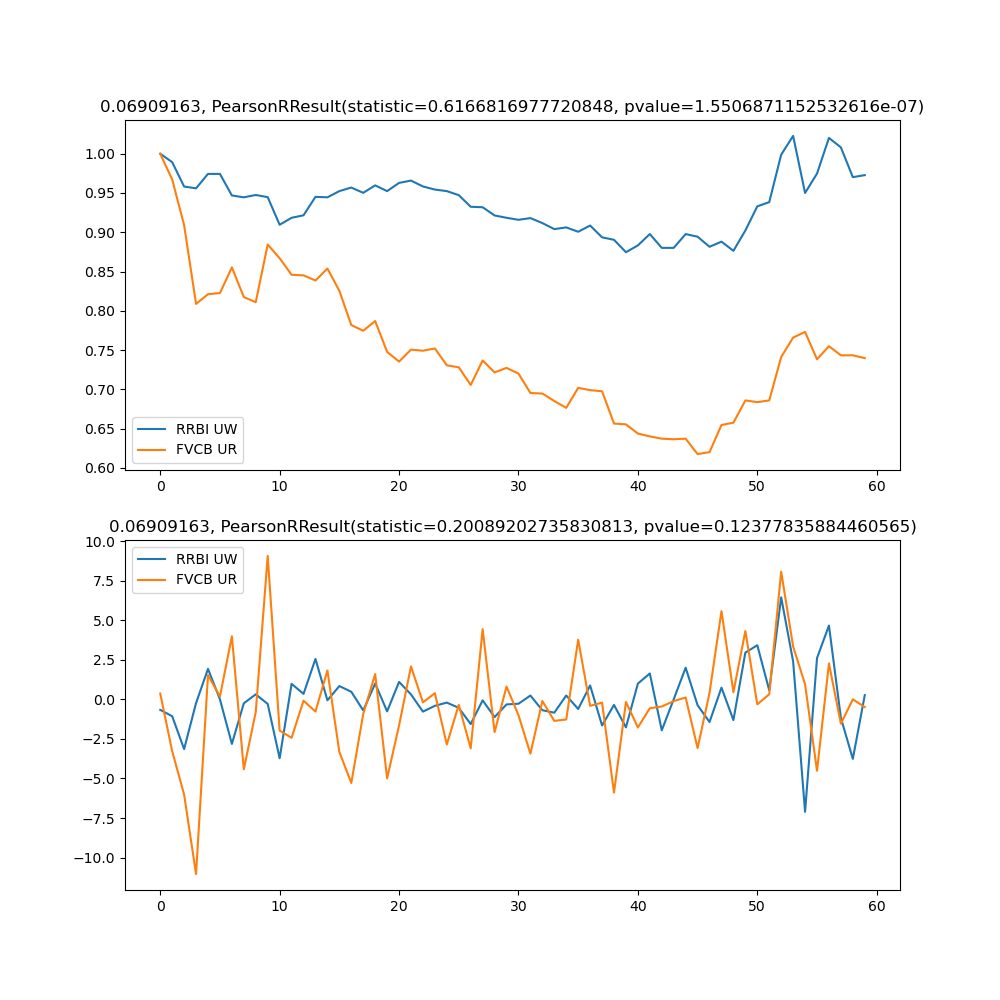 0.06909163, PearsonRResult(statistic=0.6166816977720848, pvalue=1.5506871152532616e-07)
1.00
0.95
0.90
0.85
0.80
0.75
0.70
0.65
0.60
RRBI UW
FVCB UR
0 10 20 30 40 50 60
0.06909163, PearsonRResult(statistic=0.20089202735830813, pvalue=0.12377835884460565)
10.0
7.5
5.0
2.5
0.0
−2.5
−5.0
−7.5
−10.0
RRBI UW
FVCB UR
0 10 20 30 40 50 60